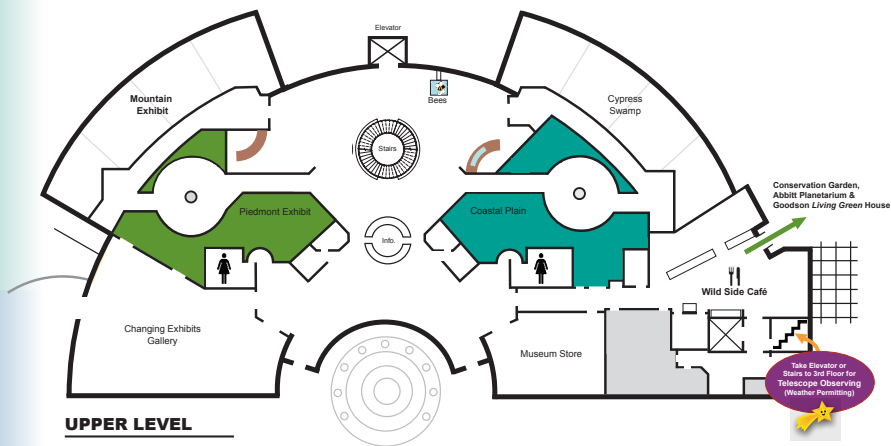 Elevator
Mountain
Exhibit
Bees
Cypress
Swamp
Stairs
Conservation Garden,
Abbitt Planetarium &
Goodson Living Green House
Piedmont Exhibit
Coastal Plain
Info.
Wild Side Café
Changing Exhibits
Gallery
Museum Store
Take Elevator or
Stairs to 3rd Floor for
Telescope Observing
(Weather Permitting)
UPPER LEVEL